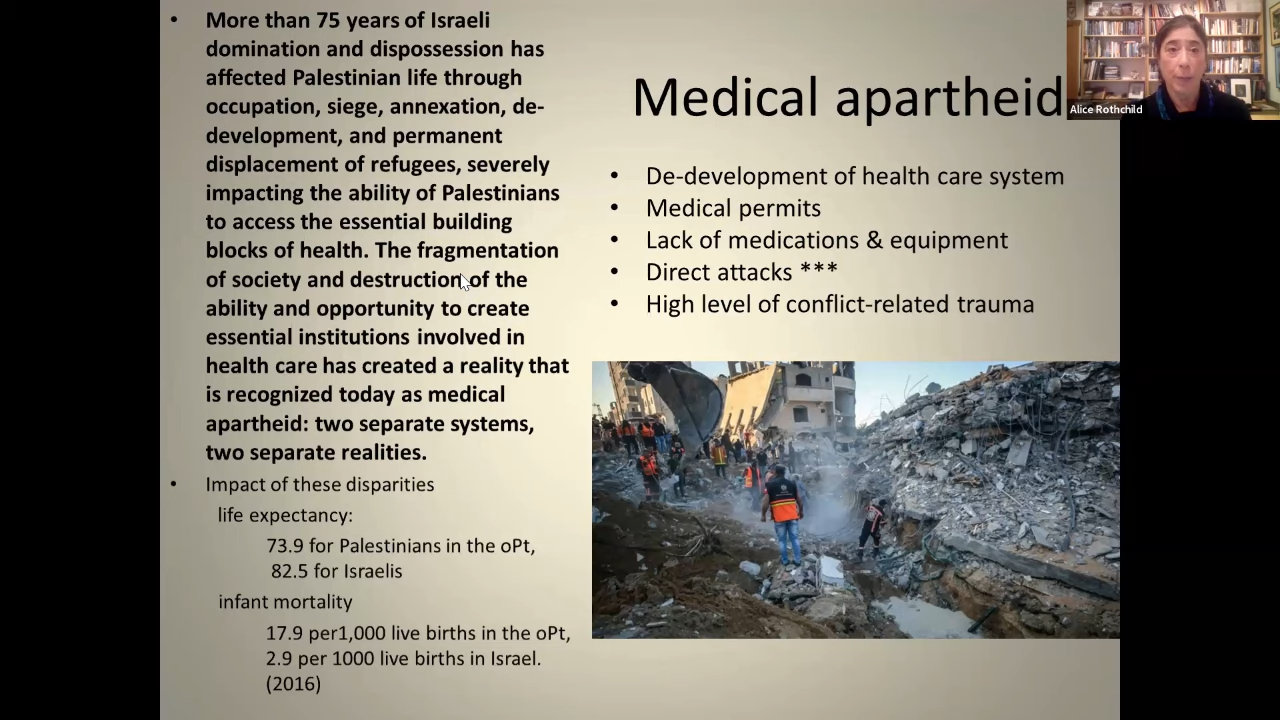 • More than 75 years of Israeli
domination and dispossession has
affected Palestinian life through
occupation, siege, annexation, de-
development, and permanent
displacement of refugees, severely
impacting the ability of Palestinians
to access the essential building
blocks of health. The fragmentation
of society and destruction of the
ability and opportunity to create
essential institutions involved in
health care has created a reality that
is recognized today as medical
apartheid: two separate systems,
two separate realities.
• Impact of these disparities
life expectancy:
73.9 for Palestinians in the oPt,
82.5 for Israelis
infant mortality
17.9 per1,000 live births in the oPt,
2.9 per 1000 live births in Israel.
(2016)
Medical apartheid
• De-development of health care system
• Medical permits
• Lack of medications & equipment
• Direct attacks ***
• High level of conflict-related trauma
Alice Rothchild